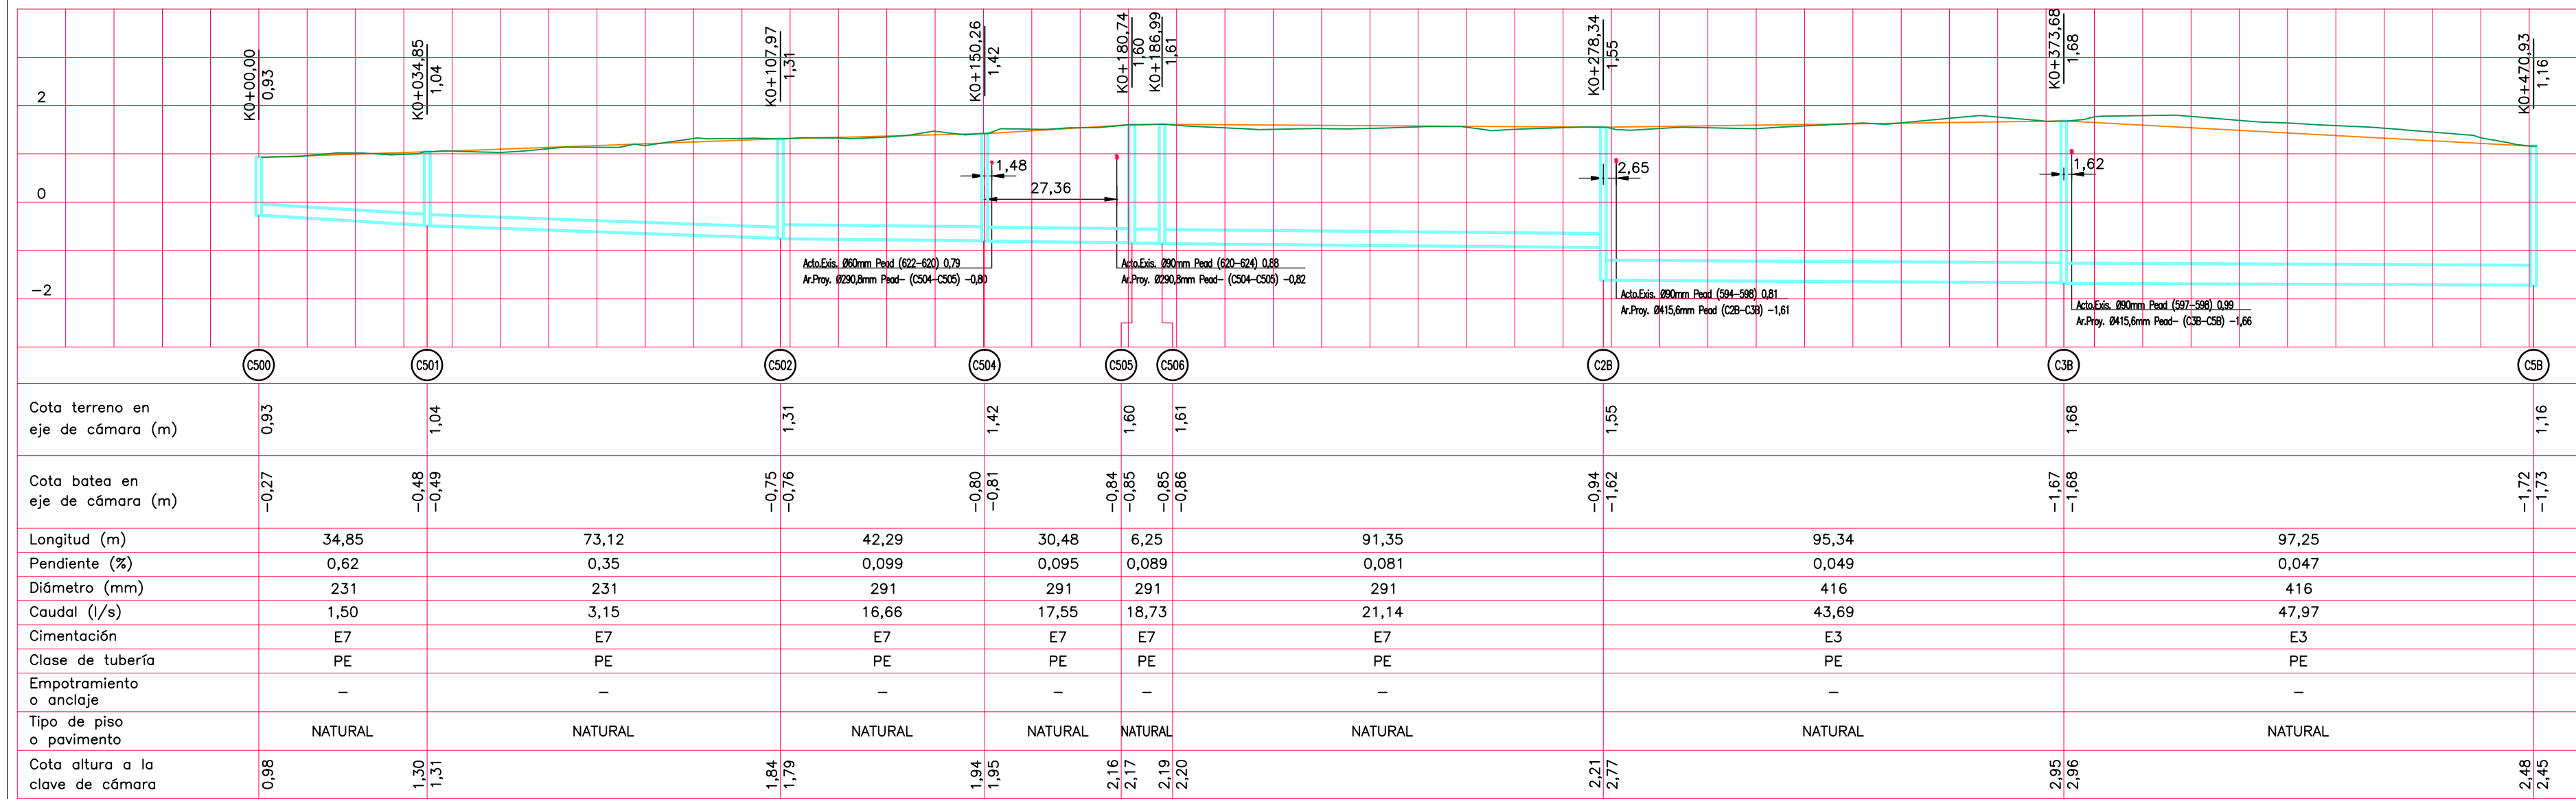 K0+00,00
0,93
K0+034,85
1,04
K0+107,97
1,31
K0+150,26
1,42
K0+180,74
1,60
K0+186,99
1,61
K0+278,34
1,55
K0+373,68
1,68
K0+470,93
1,16
2
0
-2
1,48
27,36
2,65
1,62
Acto.Exis. Ø60mm Pead (622-620) 0,79
Ar.Proy. Ø290,8mm Pead- (C504-C505) -0,80
Acto.Exis. Ø90mm Pead (620-624) 0,88
Ar.Proy. Ø290,8mm Pead- (C504-C505) -0,82
Acto.Exis. Ø90mm Pead (594-598) 0,81
Ar.Proy. Ø415,6mm Pead (C2B-C3B) -1,61
Acto.Exis. Ø90mm Pead (597-598) 0,99
Ar.Proy. Ø415,6mm Pead- (C3B-C5B) -1,66
C500 C501 C502 C504 C505 C506 C2B C3B C5B
Cota terreno en
eje de cámara (m)
0,93 1,04 1,31 1,42 1,60 1,61 1,55 1,68 1,16
Cota batea en
eje de cámara (m)
-0,27 -0,48 -0,49 -0,75 -0,76 -0,80 -0,81 -0,84 -0,85 -0,85 -0,86 -0,94 -1,62 -1,67 -1,68 -1,72 -1,73
Longitud (m) 34,85 73,12 42,29 30,48 6,25 91,35 95,34 97,25
Pendiente (%) 0,62 0,35 0,099 0,095 0,089 0,081 0,049 0,047
Diámetro (mm) 231 231 291 291 291 291 416 416
Caudal (l/s) 1,50 3,15 16,66 17,55 18,73 21,14 43,69 47,97
Cimentación E7 E7 E7 E7 E7 E7 E3 E3
Clase de tubería PE PE PE PE PE PE PE PE
Empotramiento
o anclaje
- - - - - - - -
Tipo de piso
o pavimento
NATURAL NATURAL NATURAL NATURAL NATURAL NATURAL NATURAL NATURAL
Cota altura a la
clave de cámara
0,98 1,30 1,31 1,84 1,79 1,94 1,95 2,16 2,17 2,19 2,20 2,21 2,77 2,95 2,96 2,48 2,45